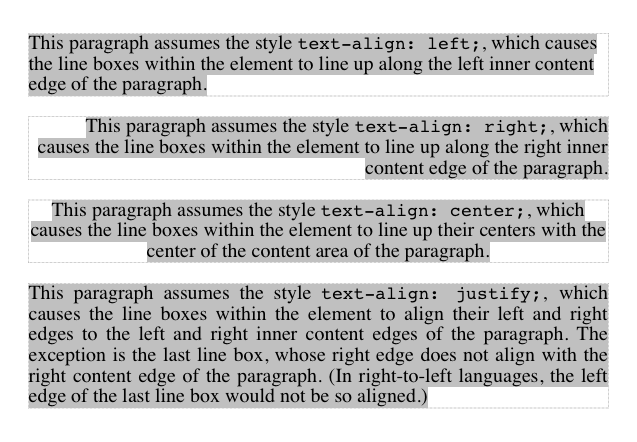 This paragraph assumes the style text-align: left;, which causes
the line boxes within the element to line up along the left inner content
edge of the paragraph.
This paragraph assumes the style text-align: right;, which
causes the line boxes within the element to line up along the right inner
content edge of the paragraph.
This paragraph assumes the style text-align: center;, which
causes the line boxes within the element to line up their centers with the
center of the content area of the paragraph.
This paragraph assumes the style text-align: justify;, which
causes the line boxes within the element to align their left and right
edges to the left and right inner content edges of the paragraph. The
exception is the last line box, whose right edge does not align with the
right content edge of the paragraph. (In right-to-left languages, the left
edge of the last line box would not be so aligned.)